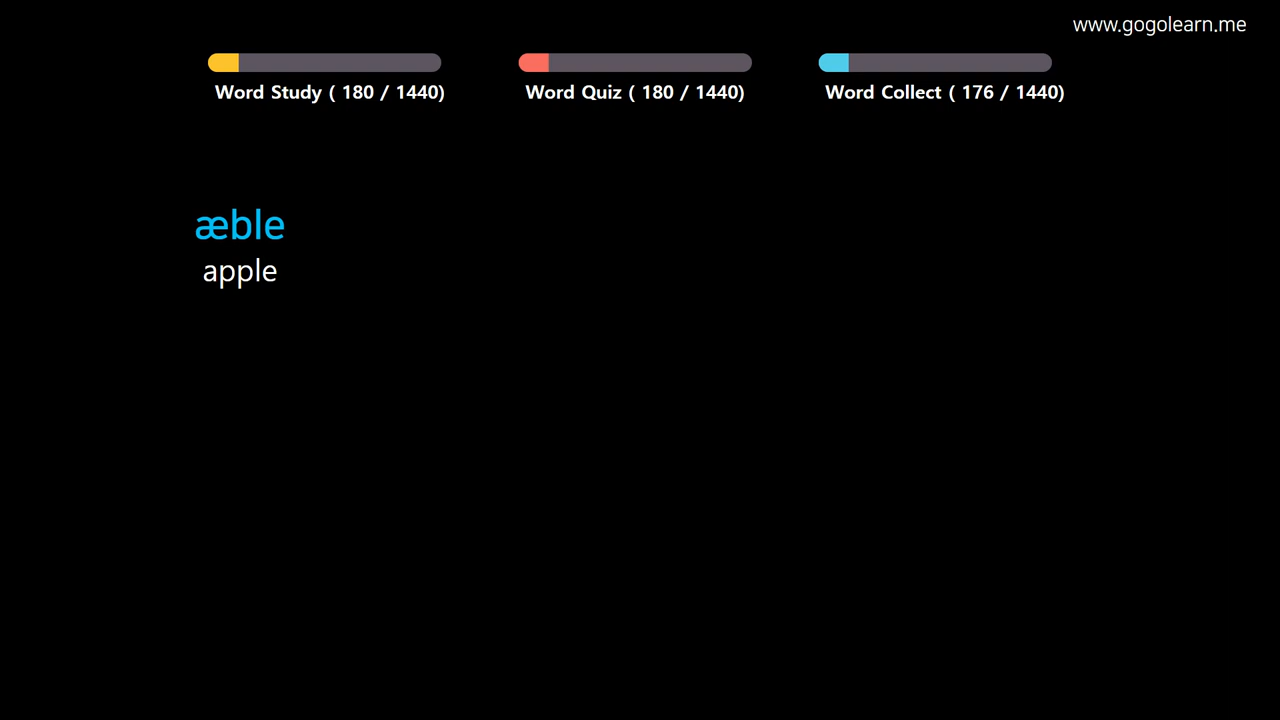 www.gogolearn.me
Word Study ( 180 / 1440)
Word Quiz ( 180 / 1440)
Word Collect ( 176 / 1440)
æble
apple